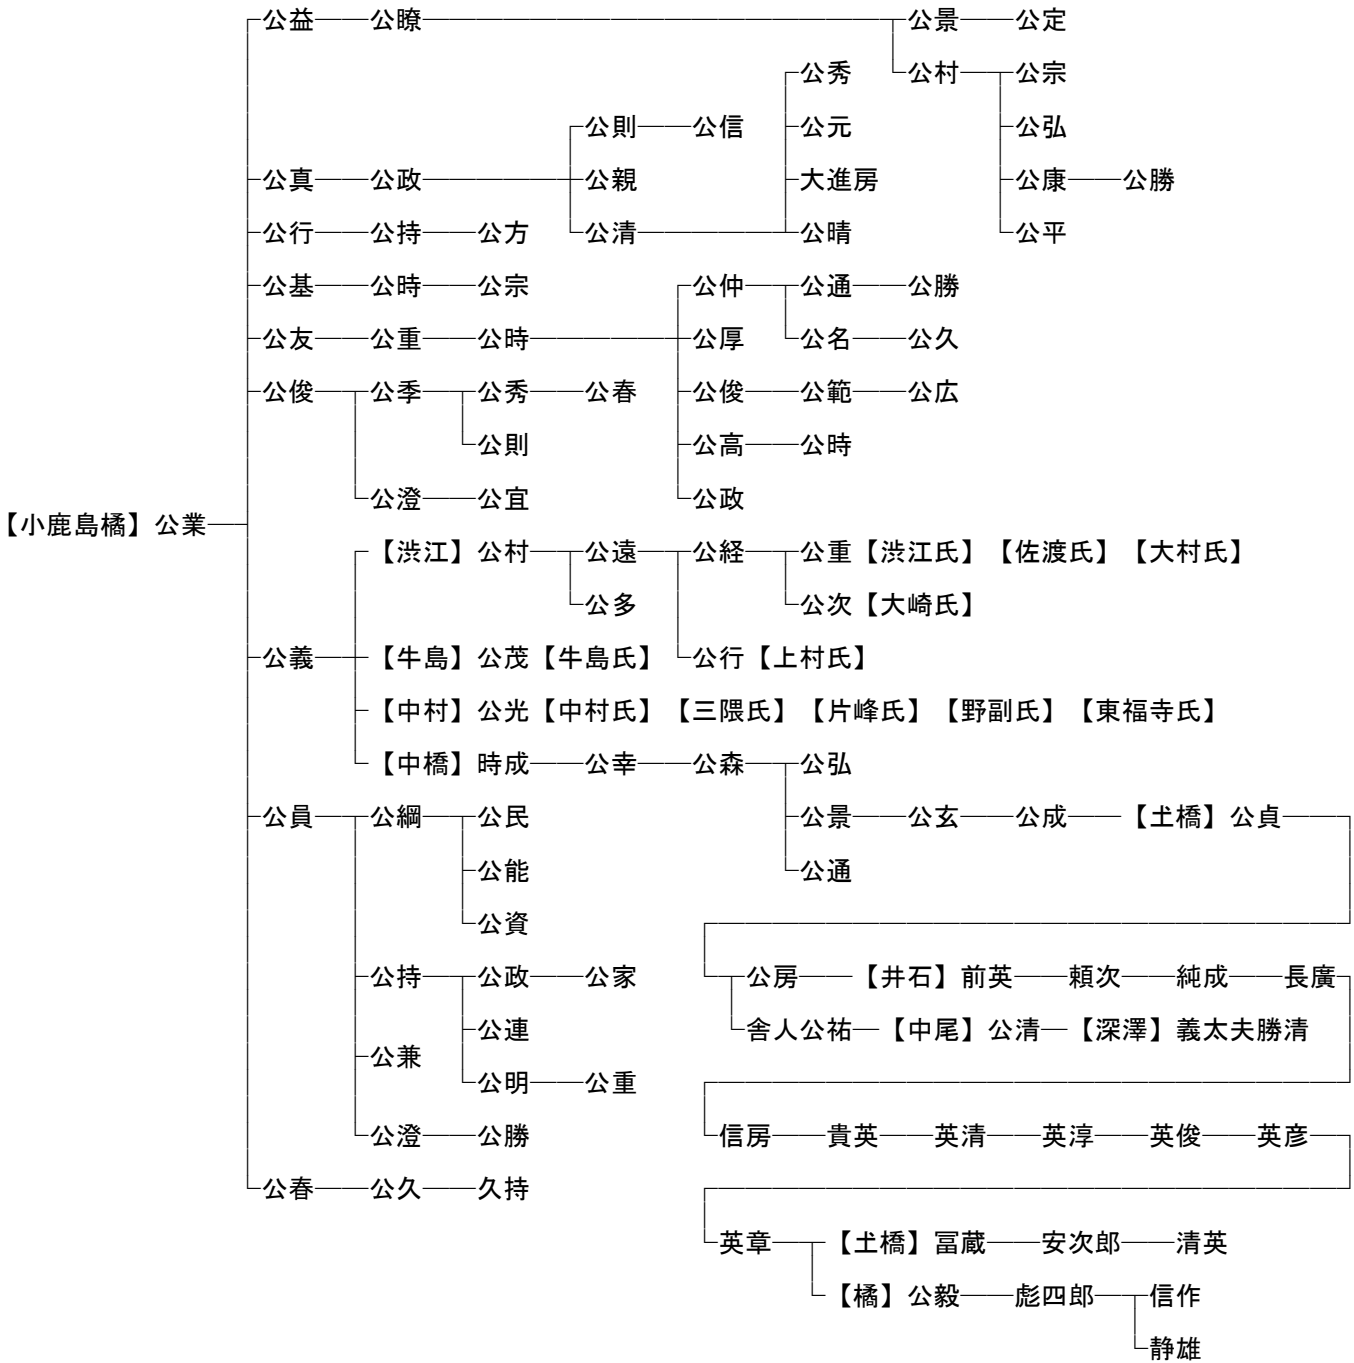 公益 公瞭 公景 公定
公秀 公村 公宗
公則 公信 公元 公弘
公真 公政 公親 大進房 公康 公勝
公行 公持 公方 公清 公晴 公平
公基 公時 公宗 公仲 公通 公勝
公友 公重 公時 公厚 公名 公久
公俊 公季 公秀 公春 公俊 公範 公広
公則 公高 公時
公澄 公宜 公政
【小鹿島橘】公業
【渋江】公村 公遠 公経 公重【渋江氏】【佐渡氏】【大村氏】
公多 公次【大崎氏】
公義 【牛島】公茂【牛島氏】 公行【上村氏】
【中村】公光【中村氏】【三隈氏】【片峰氏】【野副氏】【東福寺氏】
【中橋】時成 公幸 公森 公弘
公員 公綱 公民 公景 公玄 公成 【圡橋】公貞
公能 公通
公資
公持 公政 公家 公房 【井石】前英 頼次 純成 長廣
公連 舎人公祐 【中尾】公清 【深澤】義太夫勝清
公兼
公明 公重
公澄 公勝 信房 貴英 英清 英淳 英俊 英彦
公春 公久 久持
英章 【圡橋】冨蔵 安次郎 清英
【橘】公毅 彪四郎 信作
静雄